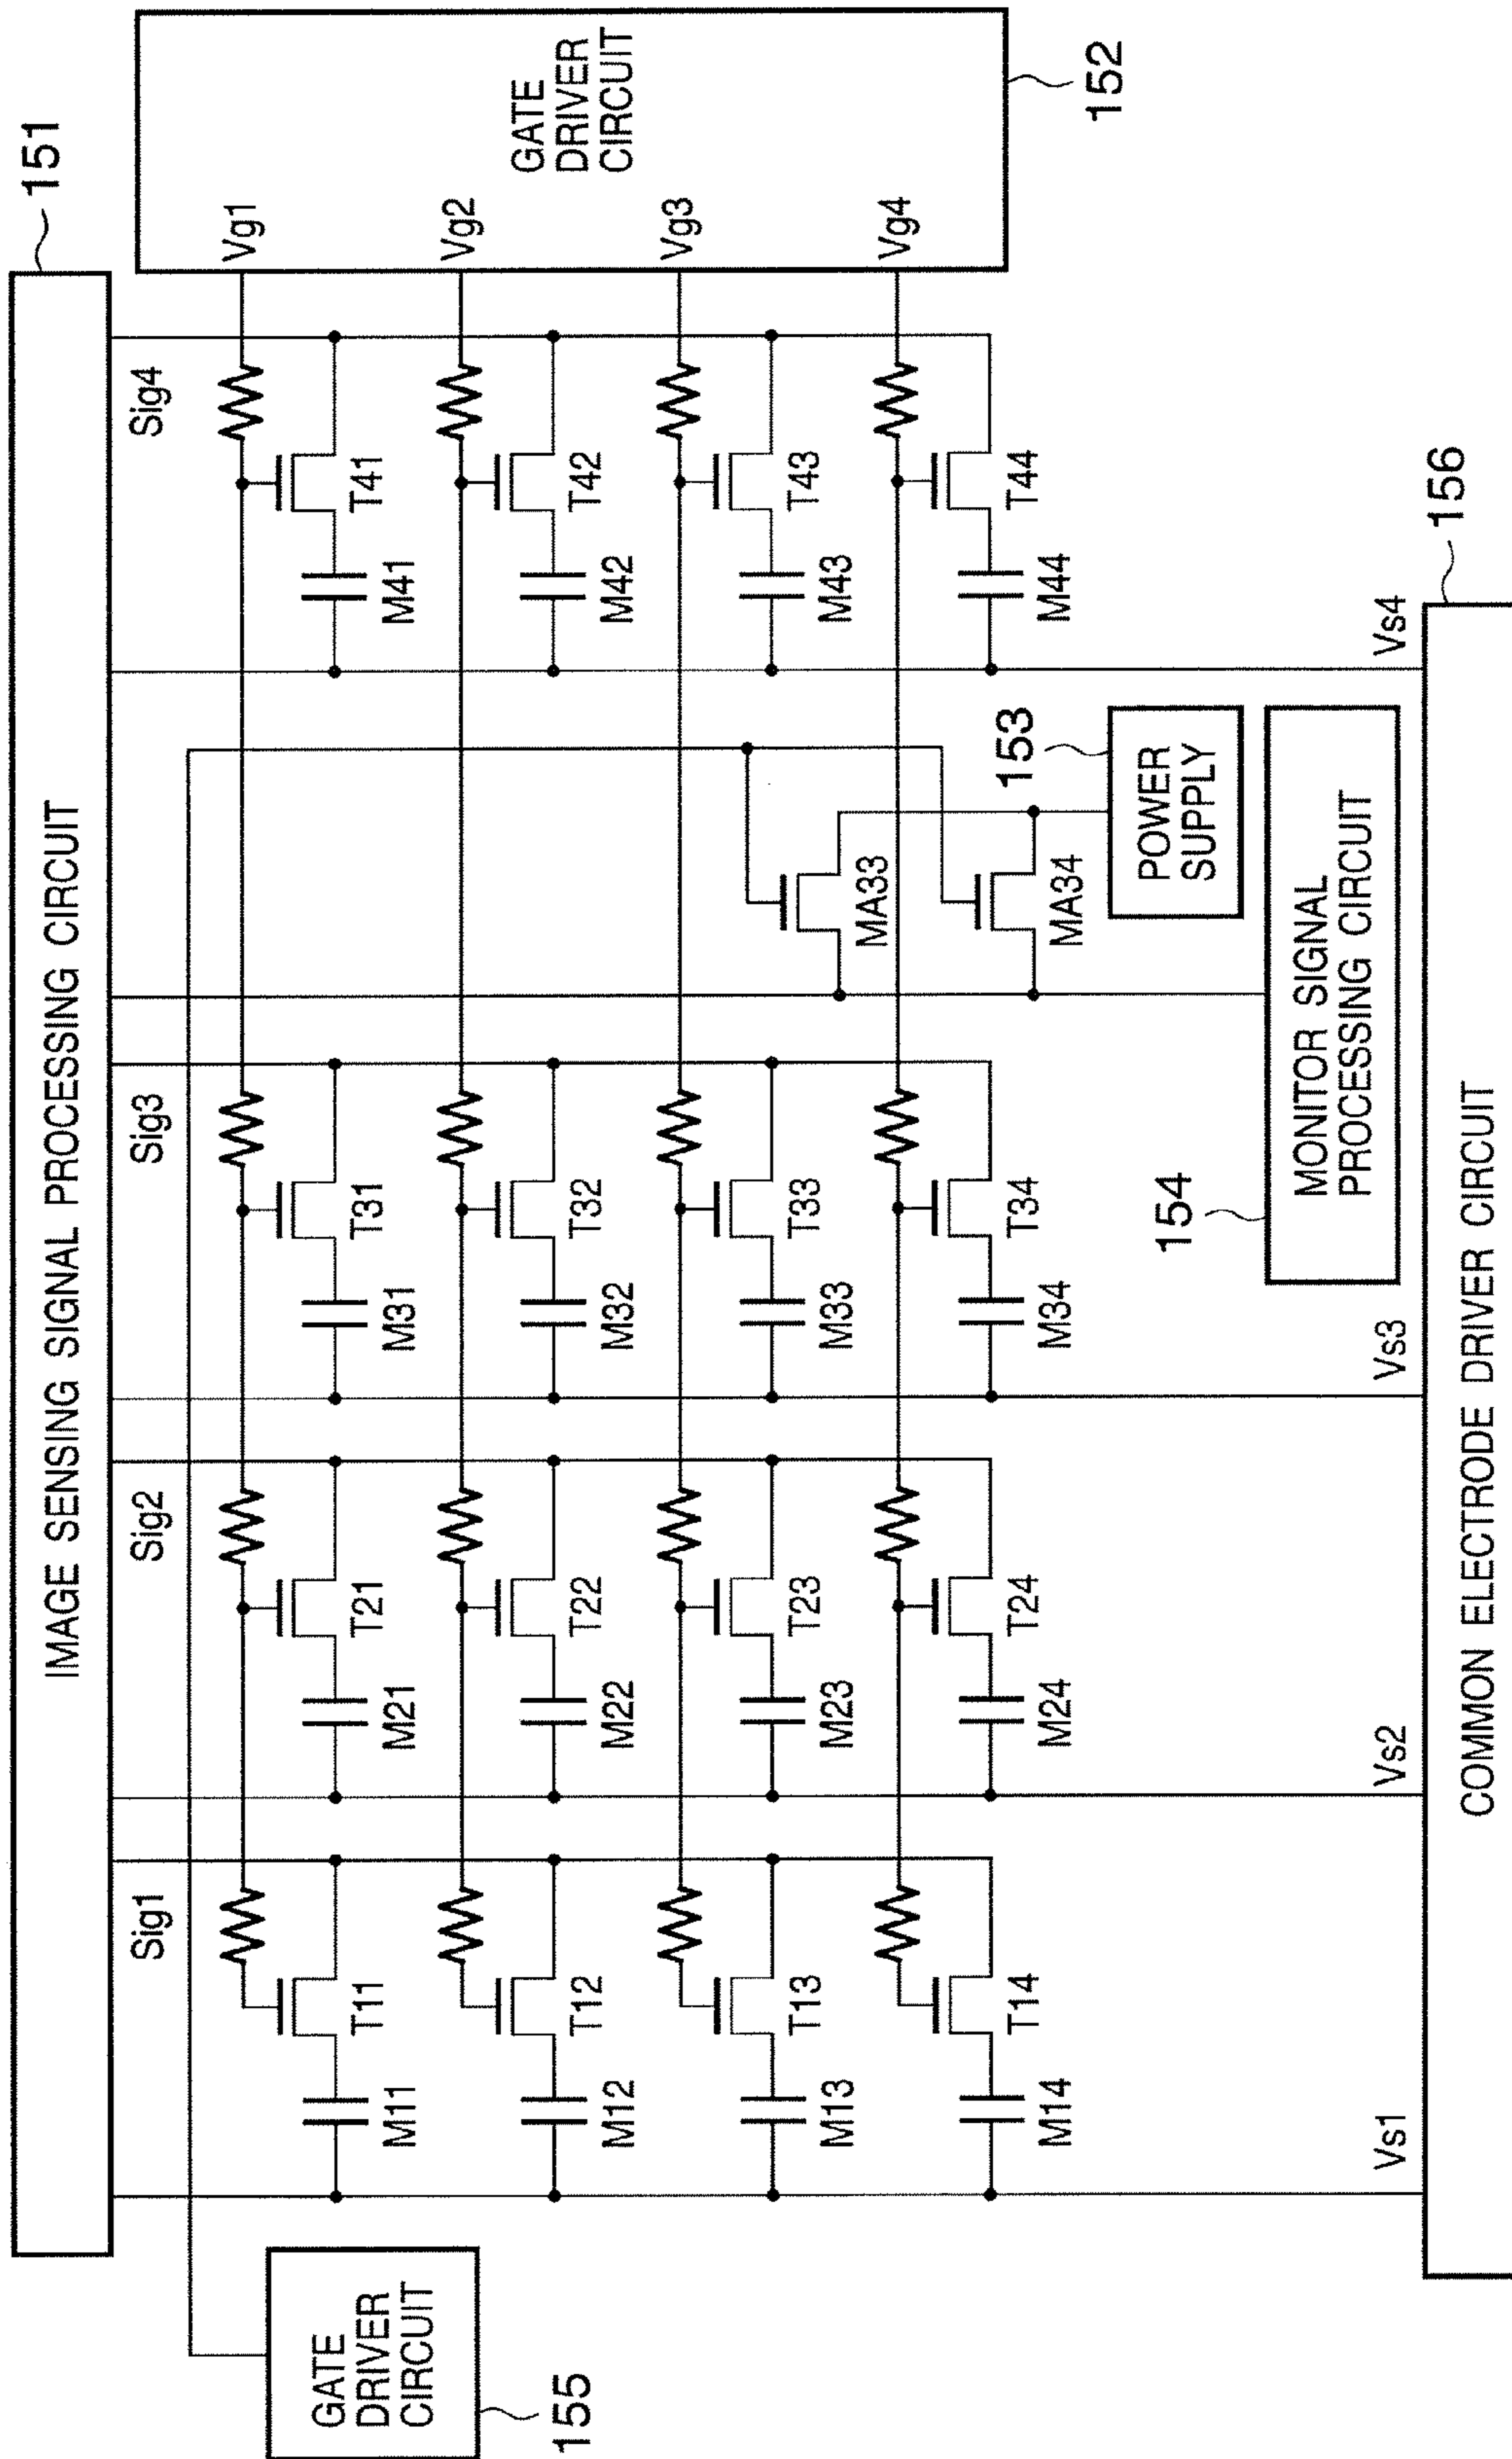 151
IMAGE SENSING SIGNAL PROCESSING CIRCUIT
Sig1
Sig2
Sig3
Sig4
155
GATE
DRIVER
CIRCUIT
GATE
DRIVER
CIRCUIT
152
Vg1
Vg2
Vg3
Vg4
M11
T11
M21
T21
M31
T31
M41
T41
M12
T12
M22
T22
M32
T32
M42
T42
M13
T13
M23
T23
M33
T33
MA33
M43
T43
M14
T14
M24
T24
M34
T34
MA34
M44
T44
153
POWER
SUPPLY
154
MONITOR SIGNAL
PROCESSING CIRCUIT
Vs1
Vs2
Vs3
Vs4
156
COMMON ELECTRODE DRIVER CIRCUIT